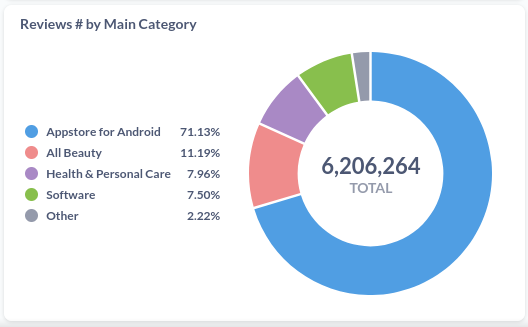 Reviews # by Main Category
Appstore for Android 71.13%
All Beauty 11.19%
Health & Personal Care 7.96%
Software 7.50%
Other 2.22%
6,206,264
TOTAL